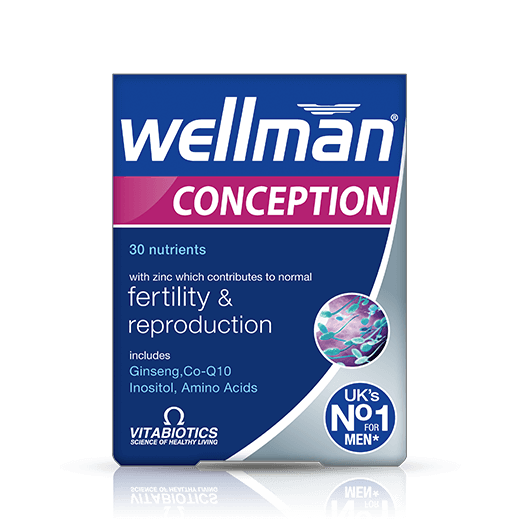 wellman®
CONCEPTION
30 nutrients
with zinc which contributes to normal
fertility &
reproduction
includes
Ginseng,Co-Q10
Inositol, Amino Acids
UK's
No1
FOR
MEN*
VITABIOTICS
SCIENCE OF HEALTHY LIVING